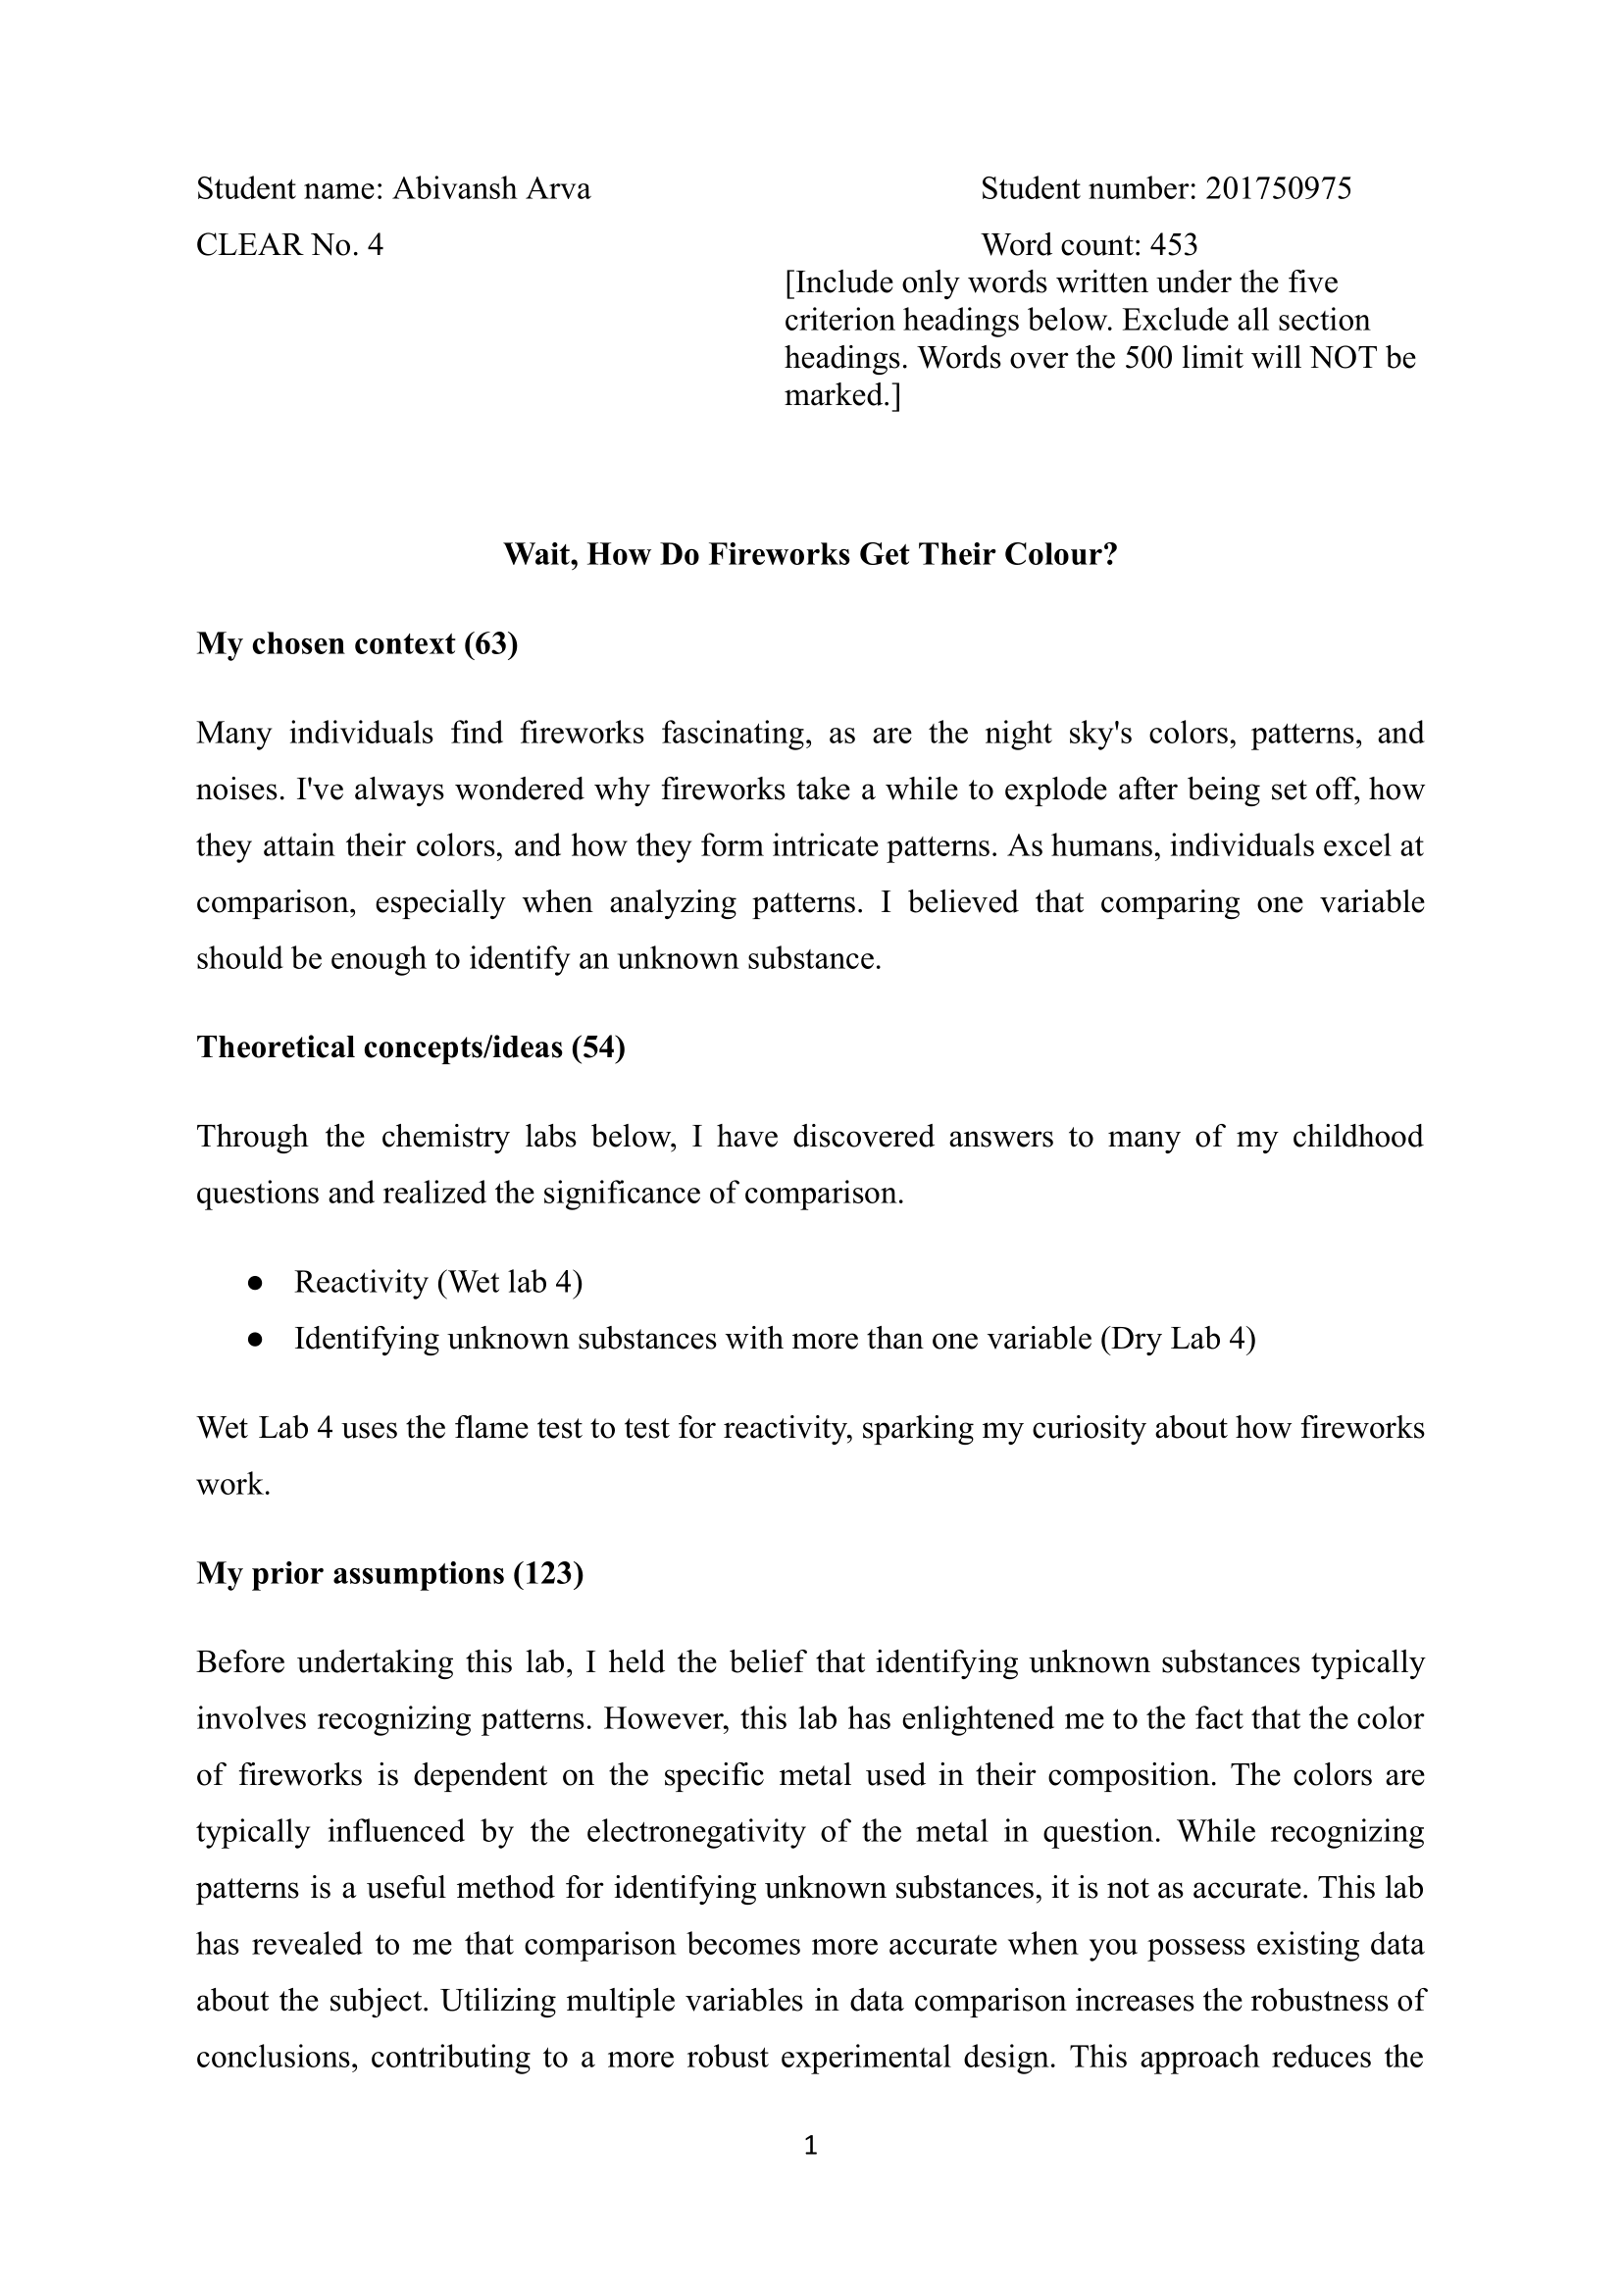 Student name: Abivansh Arva Student number: 201750975
CLEAR No. 4 Word count: 453
[Include only words written under the five
criterion headings below. Exclude all section
headings. Words over the 500 limit will NOT be
marked.]
Wait, How Do Fireworks Get Their Colour?
My chosen context (63)
Many individuals find fireworks fascinating, as are the night sky's colors, patterns, and
noises. I've always wondered why fireworks take a while to explode after being set off, how
they attain their colors, and how they form intricate patterns. As humans, individuals excel at
comparison, especially when analyzing patterns. I believed that comparing one variable
should be enough to identify an unknown substance.
Theoretical concepts/ideas (54)
Through the chemistry labs below, I have discovered answers to many of my childhood
questions and realized the significance of comparison.
● Reactivity (Wet lab 4)
● Identifying unknown substances with more than one variable (Dry Lab 4)
Wet Lab 4 uses the flame test to test for reactivity, sparking my curiosity about how fireworks
work.
My prior assumptions (123)
Before undertaking this lab, I held the belief that identifying unknown substances typically
involves recognizing patterns. However, this lab has enlightened me to the fact that the color
of fireworks is dependent on the specific metal used in their composition. The colors are
typically influenced by the electronegativity of the metal in question. While recognizing
patterns is a useful method for identifying unknown substances, it is not as accurate. This lab
has revealed to me that comparison becomes more accurate when you possess existing data
about the subject. Utilizing multiple variables in data comparison increases the robustness of
conclusions, contributing to a more robust experimental design. This approach reduces the
1